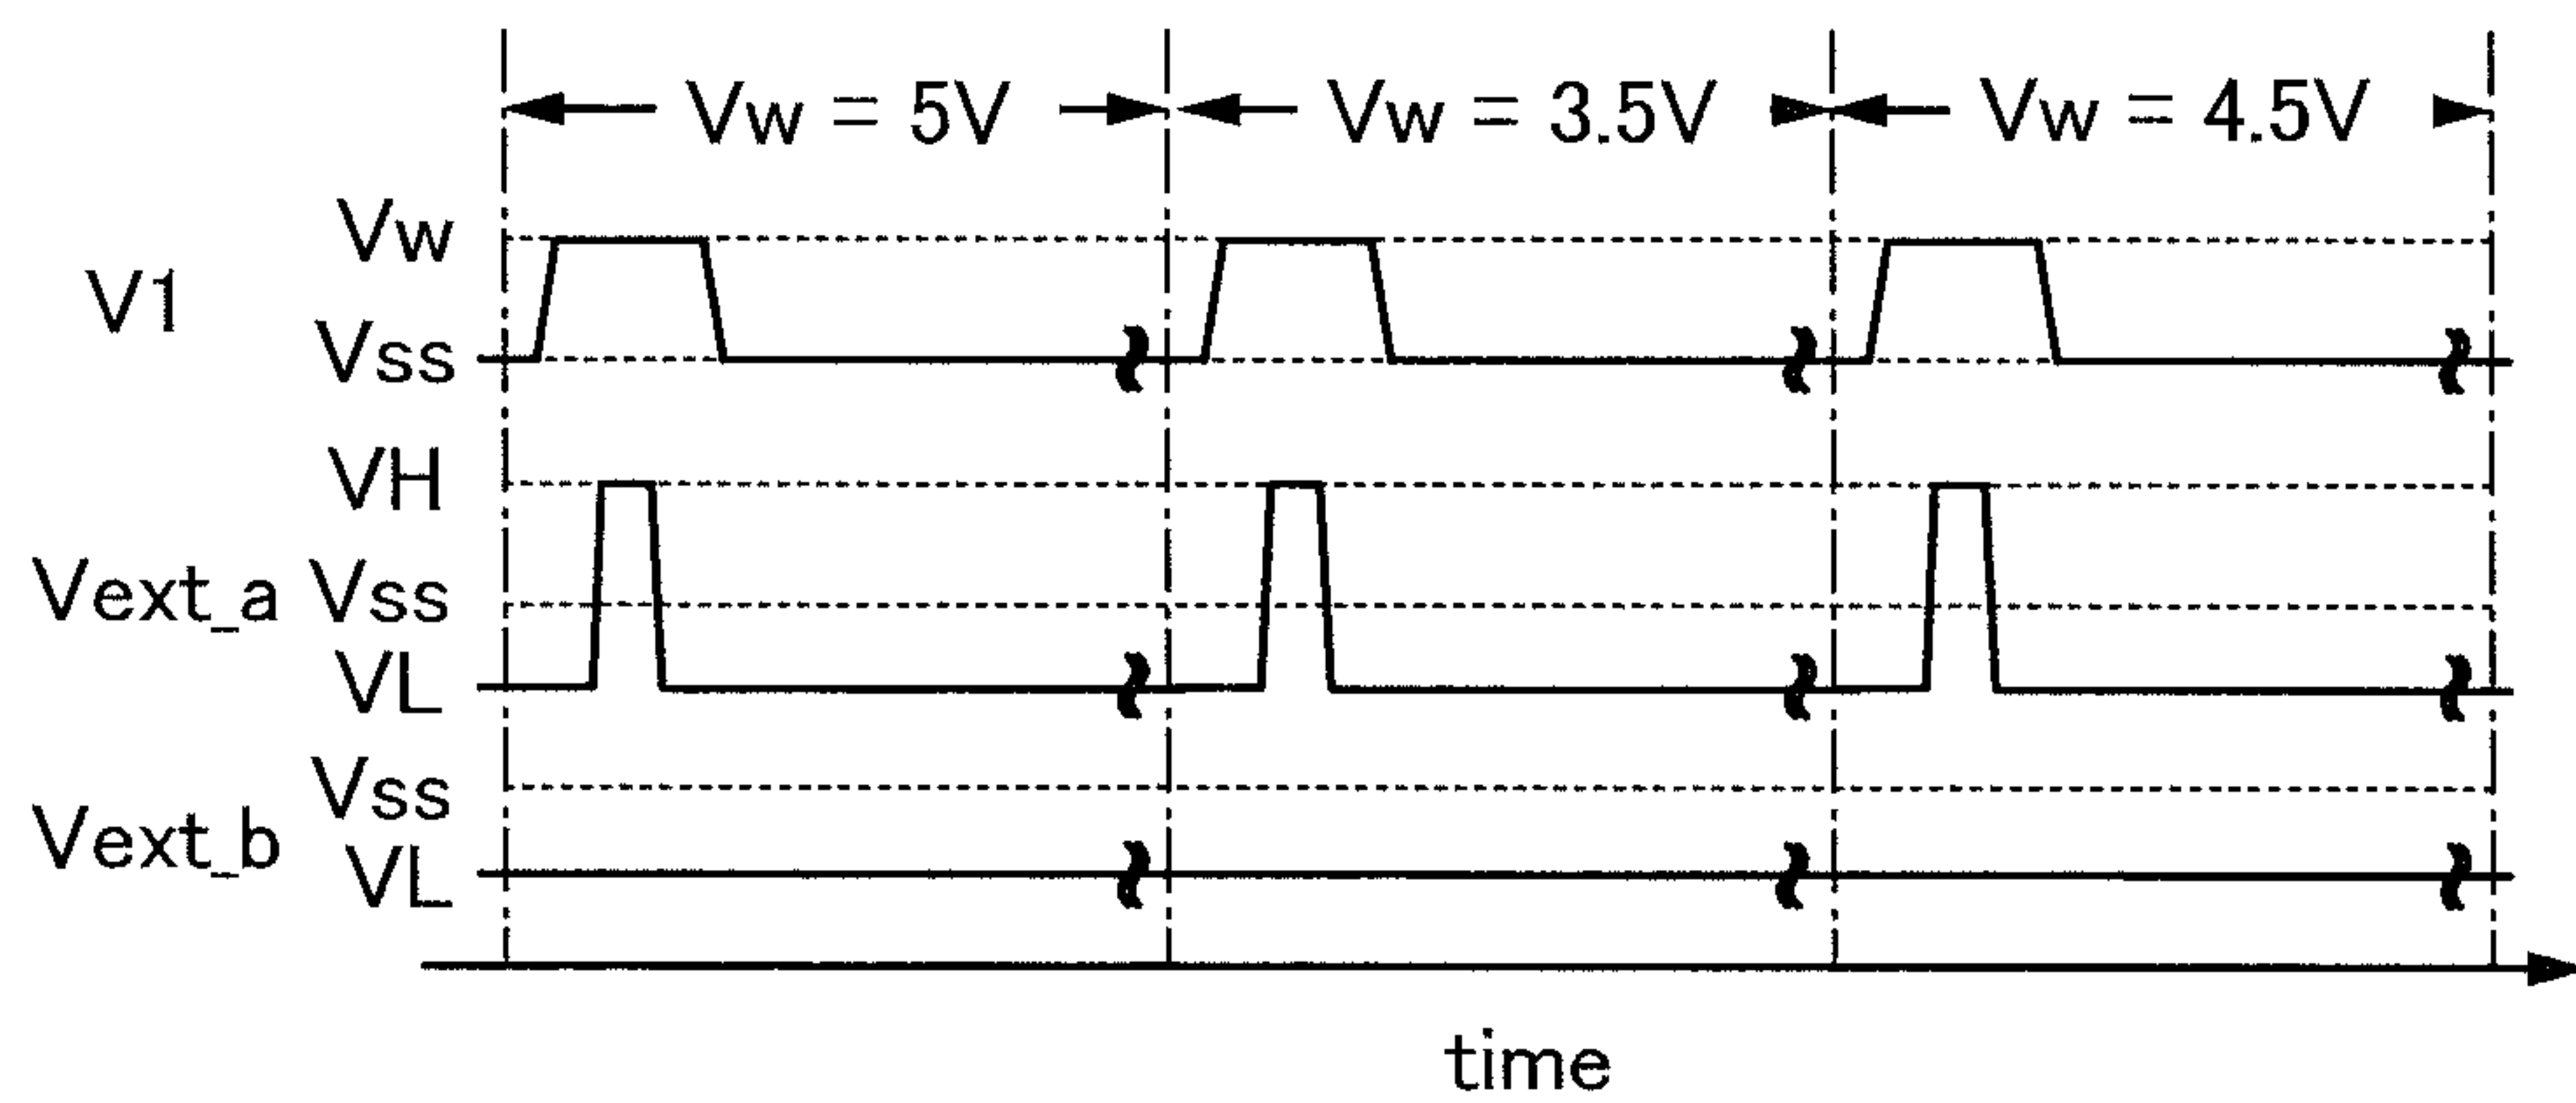 Vw = 5V Vw = 3.5V Vw = 4.5V
Vw
V1
Vss
VH
Vext_a Vss
VL
Vss
Vext_b
VL
time